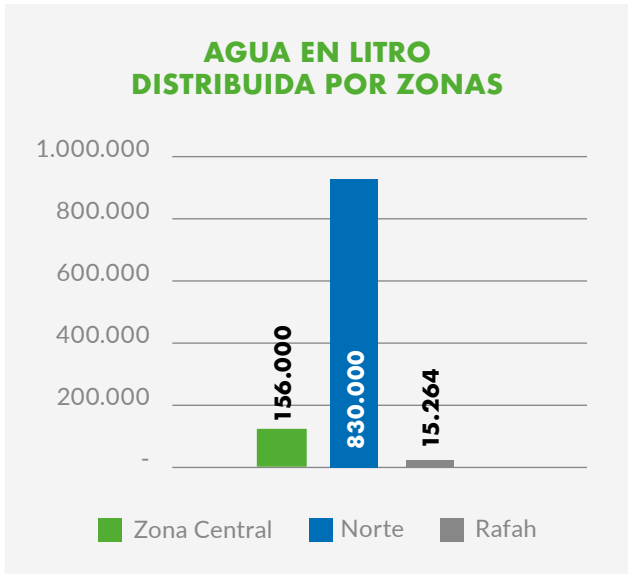 AGUA EN LITRO
DISTRIBUIDA POR ZONAS
1.000.000
800.000
600.000
400.000
200.000
-
156.000
830.000
15.264
Zona Central
Norte
Rafah